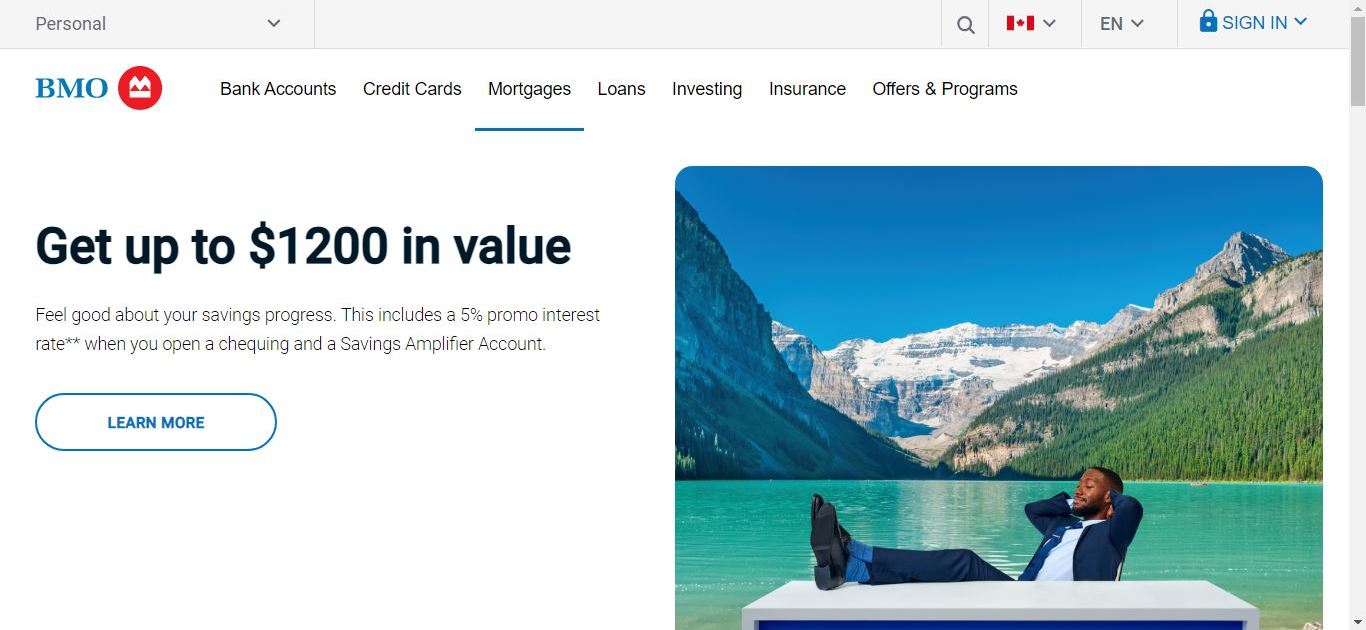 Personal
EN
SIGN IN
BMO
Bank Accounts Credit Cards Mortgages Loans Investing Insurance Offers & Programs
Get up to $1200 in value
Feel good about your savings progress. This includes a 5% promo interest
rate** when you open a chequing and a Savings Amplifier Account.
LEARN MORE